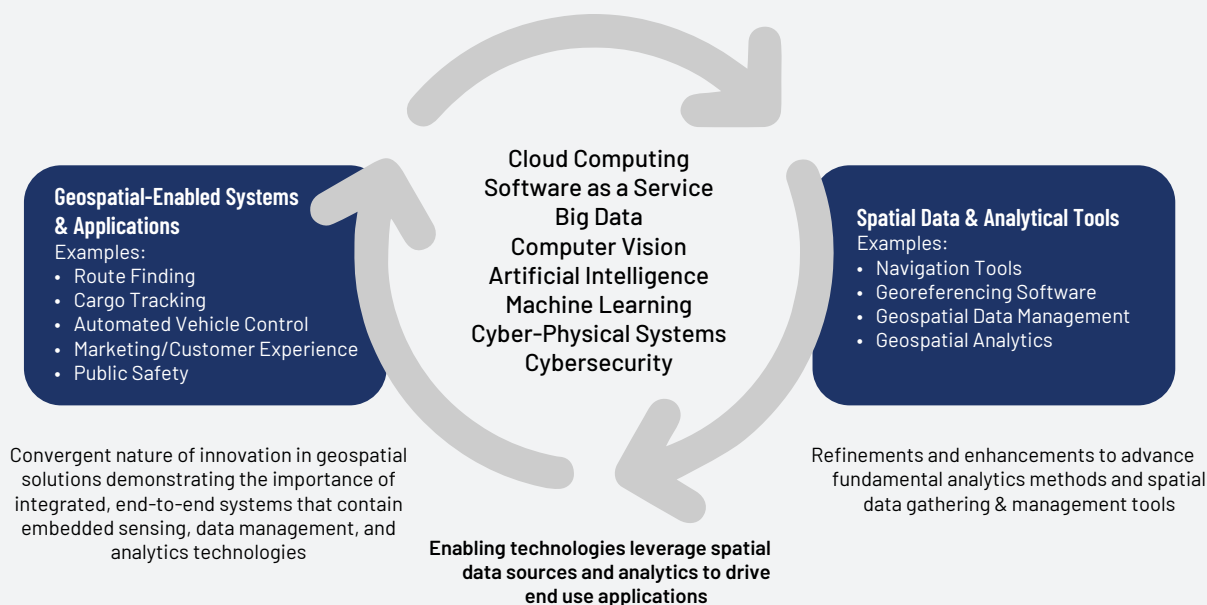 Geospatial-Enabled Systems
& Applications
Examples:
• Route Finding
• Cargo Tracking
• Automated Vehicle Control
• Marketing/Customer Experience
• Public Safety
Convergent nature of innovation in geospatial
solutions demonstrating the importance of
integrated, end-to-end systems that contain
embedded sensing, data management, and
analytics technologies
Cloud Computing
Software as a Service
Big Data
Computer Vision
Artificial Intelligence
Machine Learning
Cyber-Physical Systems
Cybersecurity
Enabling technologies leverage spatial
data sources and analytics to drive
end use applications
Spatial Data & Analytical Tools
Examples:
• Navigation Tools
• Georeferencing Software
• Geospatial Data Management
• Geospatial Analytics
Refinements and enhancements to advance
fundamental analytics methods and spatial
data gathering & management tools